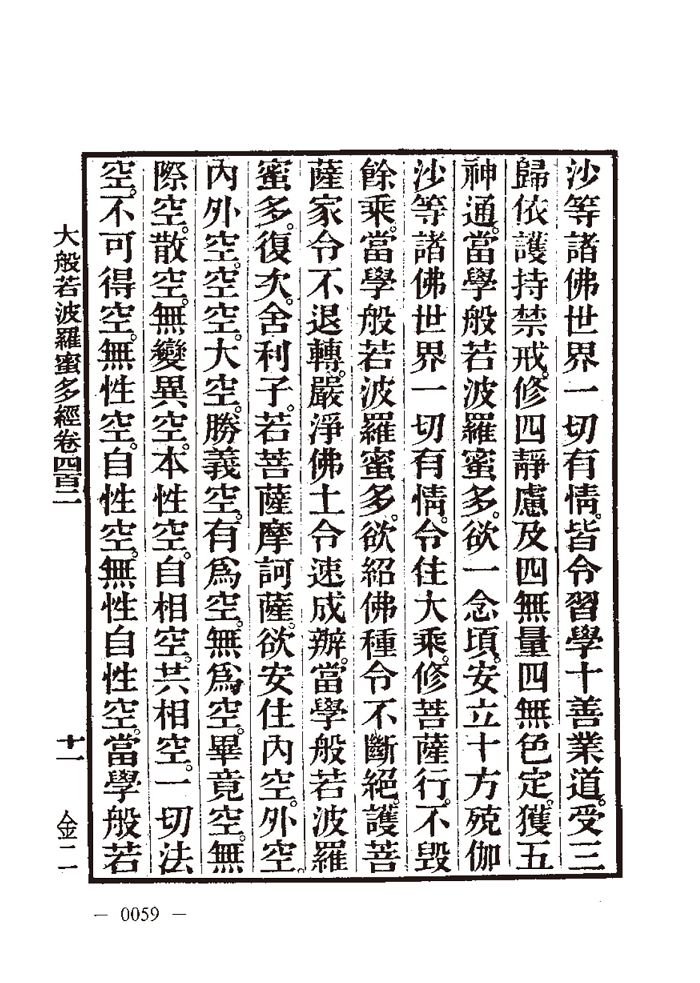 沙等諸佛世界一切有情。皆令習學十善業道。受三
歸依護持禁戒。修四靜慮及四無量四無色定。獲五
神通。當學般若波羅蜜多。欲一念頃。安立十方殑伽
沙等諸佛世界一切有情。令住大乘。修菩薩行。不毀
餘乘。當學般若波羅蜜多。欲紹佛種令不斷絕。護菩
薩家令不退轉。嚴淨佛土令速成辦。當學般若波羅
蜜多。復次。舍利子。若菩薩摩訶薩。欲安住內空。外空。
內外空。空空。大空。勝義空。有為空。無為空。畢竟空。無
際空。散空。無變異空。本性空。自相空。共相空。一切法
空。不可得空。無性空。自性空。無性自性空。當學般若
大般若波羅蜜多經卷四百二
十一
金二
— 0059 —